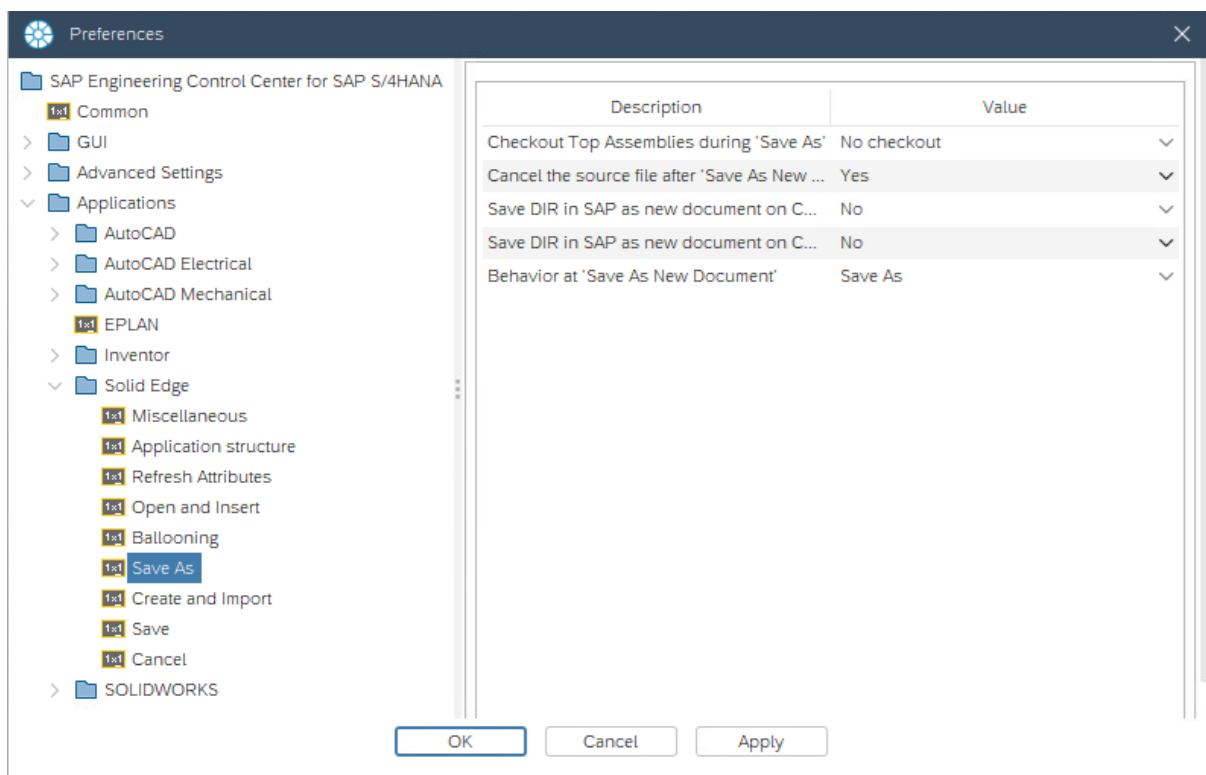 Preferences
SAP Engineering Control Center for SAP S/4HANA
Common
GUI
Advanced Settings
Applications
AutoCAD
AutoCAD Electrical
AutoCAD Mechanical
EPLAN
Inventor
Solid Edge
Miscellaneous
Application structure
Refresh Attributes
Open and Insert
Ballooning
Save As
Create and Import
Save
Cancel
SOLIDWORKS
Description Value
Checkout Top Assemblies during 'Save As' No checkout
Cancel the source file after 'Save As New ... Yes
Save DIR in SAP as new document on C... No
Save DIR in SAP as new document on C... No
Behavior at 'Save As New Document' Save As
OK Cancel Apply